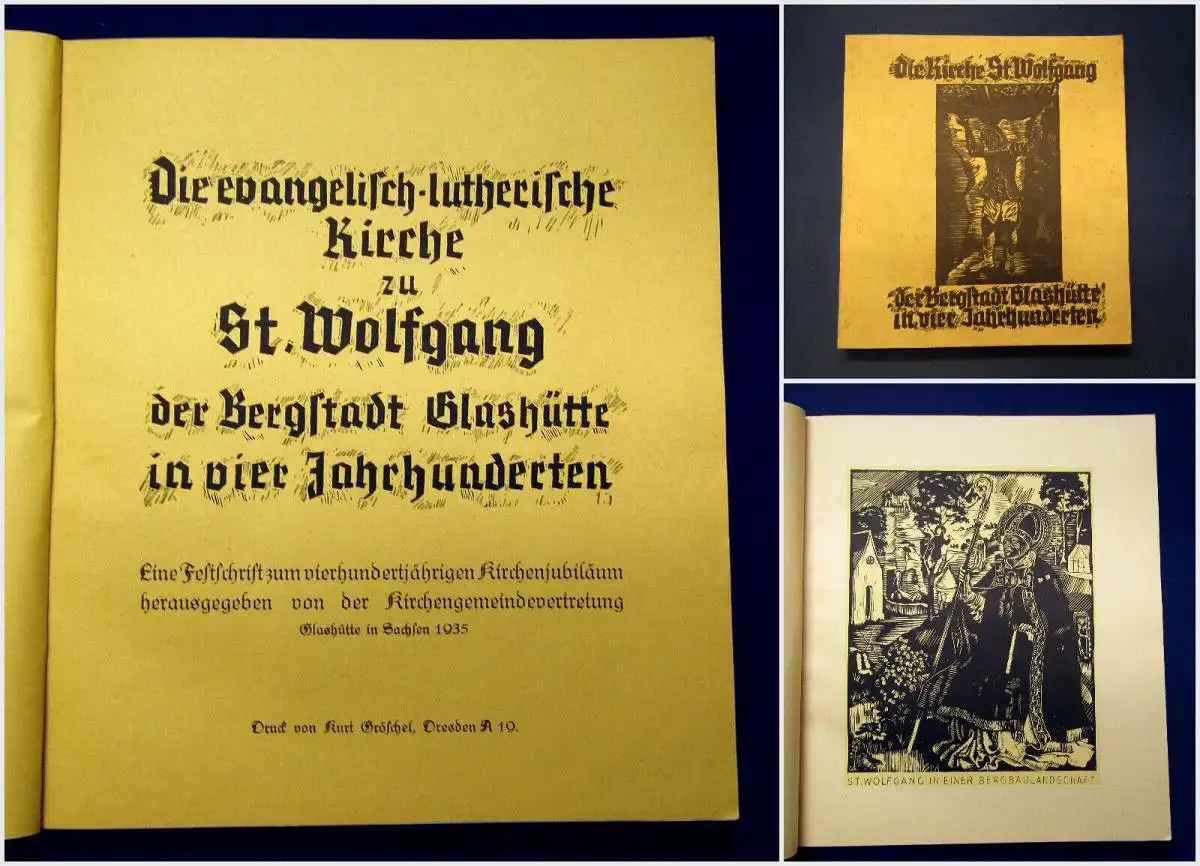 Die evangelisch-lutherische
Kirche
zu
St. Wolfgang
der Bergstadt Glashütte
in vier Jahrhunderten
Eine Festschrift zum vierhundertjährigen Kirchenjubiläum
herausgegeben von der Kirchengemeindevertretung
Glashütte in Sachsen 1935
Druck von Kurt Gröschel, Dresden A 19.
Die Kirche St. Wolfgang
der Bergstadt Glashütte
in vier Jahrhunderten
ST. WOLFGANG IN EINER BERGBAULANDSCHAFT